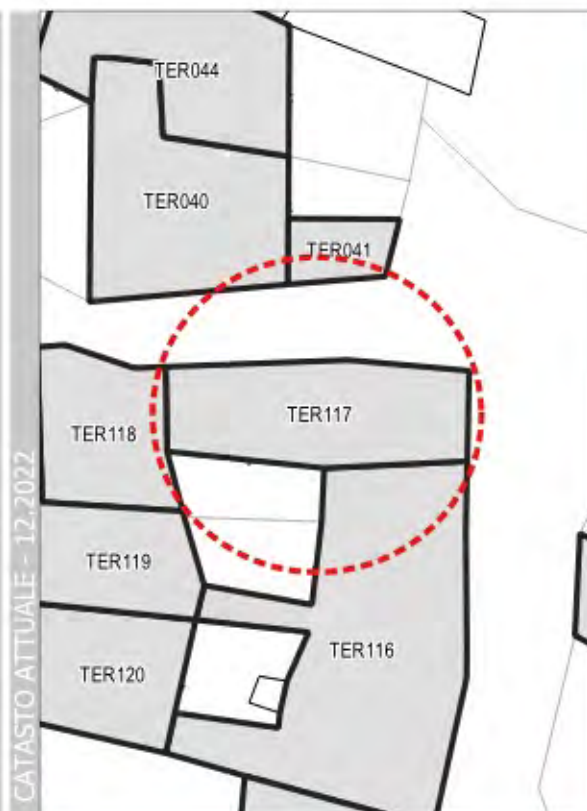 CATASTO ATTUALE - 12.2022
TER044
TER040
TER041
TER117
TER118
TER119
TER116
TER120